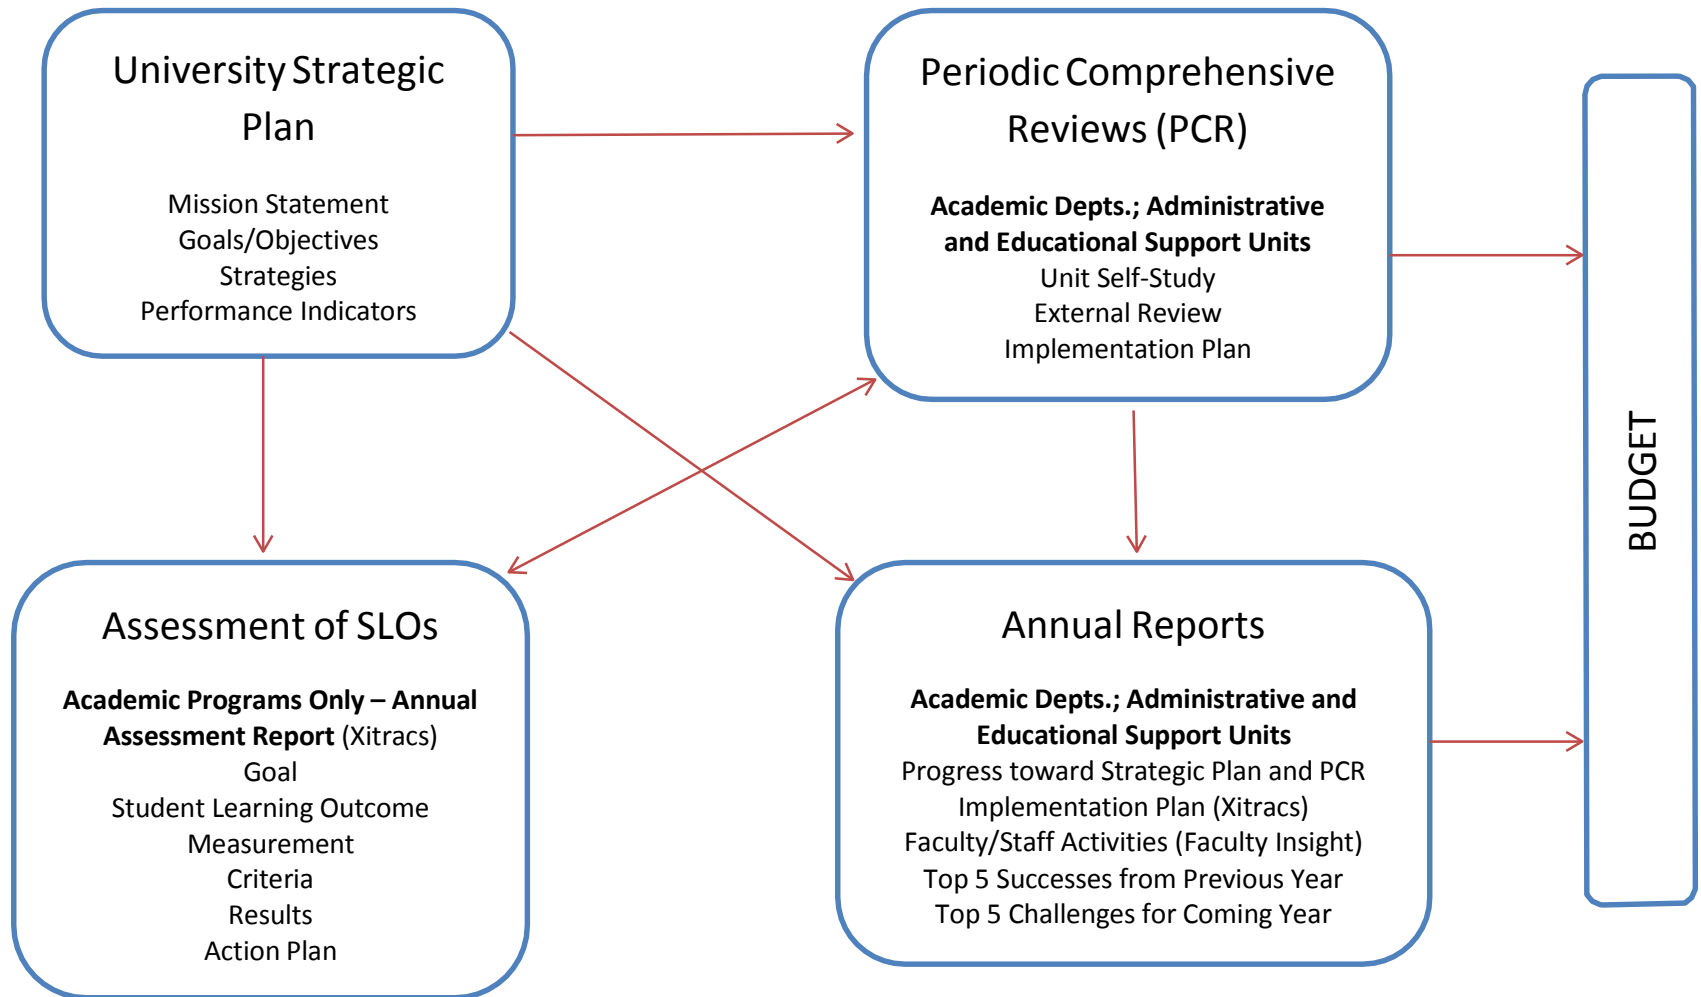 University Strategic
Plan
Mission Statement
Goals/Objectives
Strategies
Performance Indicators
Periodic Comprehensive
Reviews (PCR)
Academic Depts.; Administrative
and Educational Support Units
Unit Self-Study
External Review
Implementation Plan
BUDGET
Assessment of SLOs
Academic Programs Only – Annual
Assessment Report (Xitracs)
Goal
Student Learning Outcome
Measurement
Criteria
Results
Action Plan
Annual Reports
Academic Depts.; Administrative and
Educational Support Units
Progress toward Strategic Plan and PCR
Implementation Plan (Xitracs)
Faculty/Staff Activities (Faculty Insight)
Top 5 Successes from Previous Year
Top 5 Challenges for Coming Year